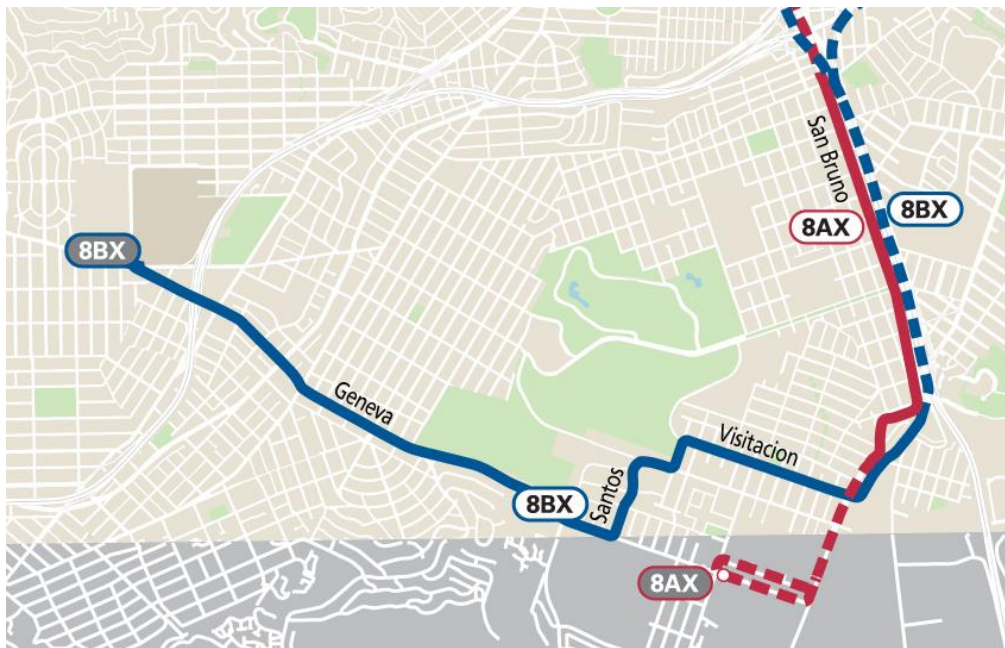 San Bruno
8BX
8AX
8BX
Geneva
Visitacion
Santos
8BX
8AX